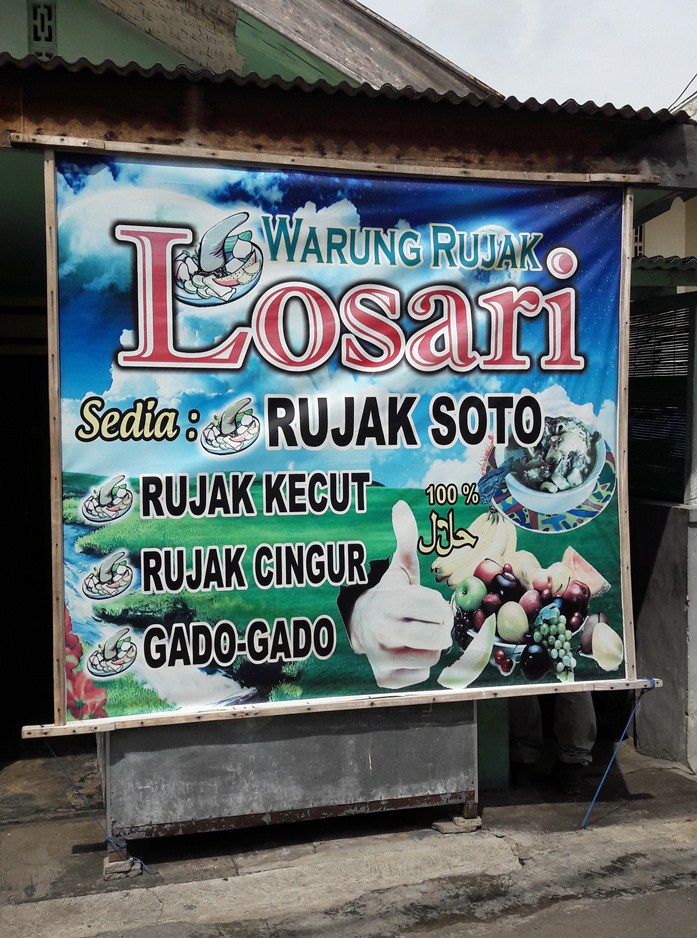 WARUNG RUJAK
Losari
Sedia : RUJAK SOTO
RUJAK KECUT
RUJAK CINGUR
GADO-GADO
100 %
حلال